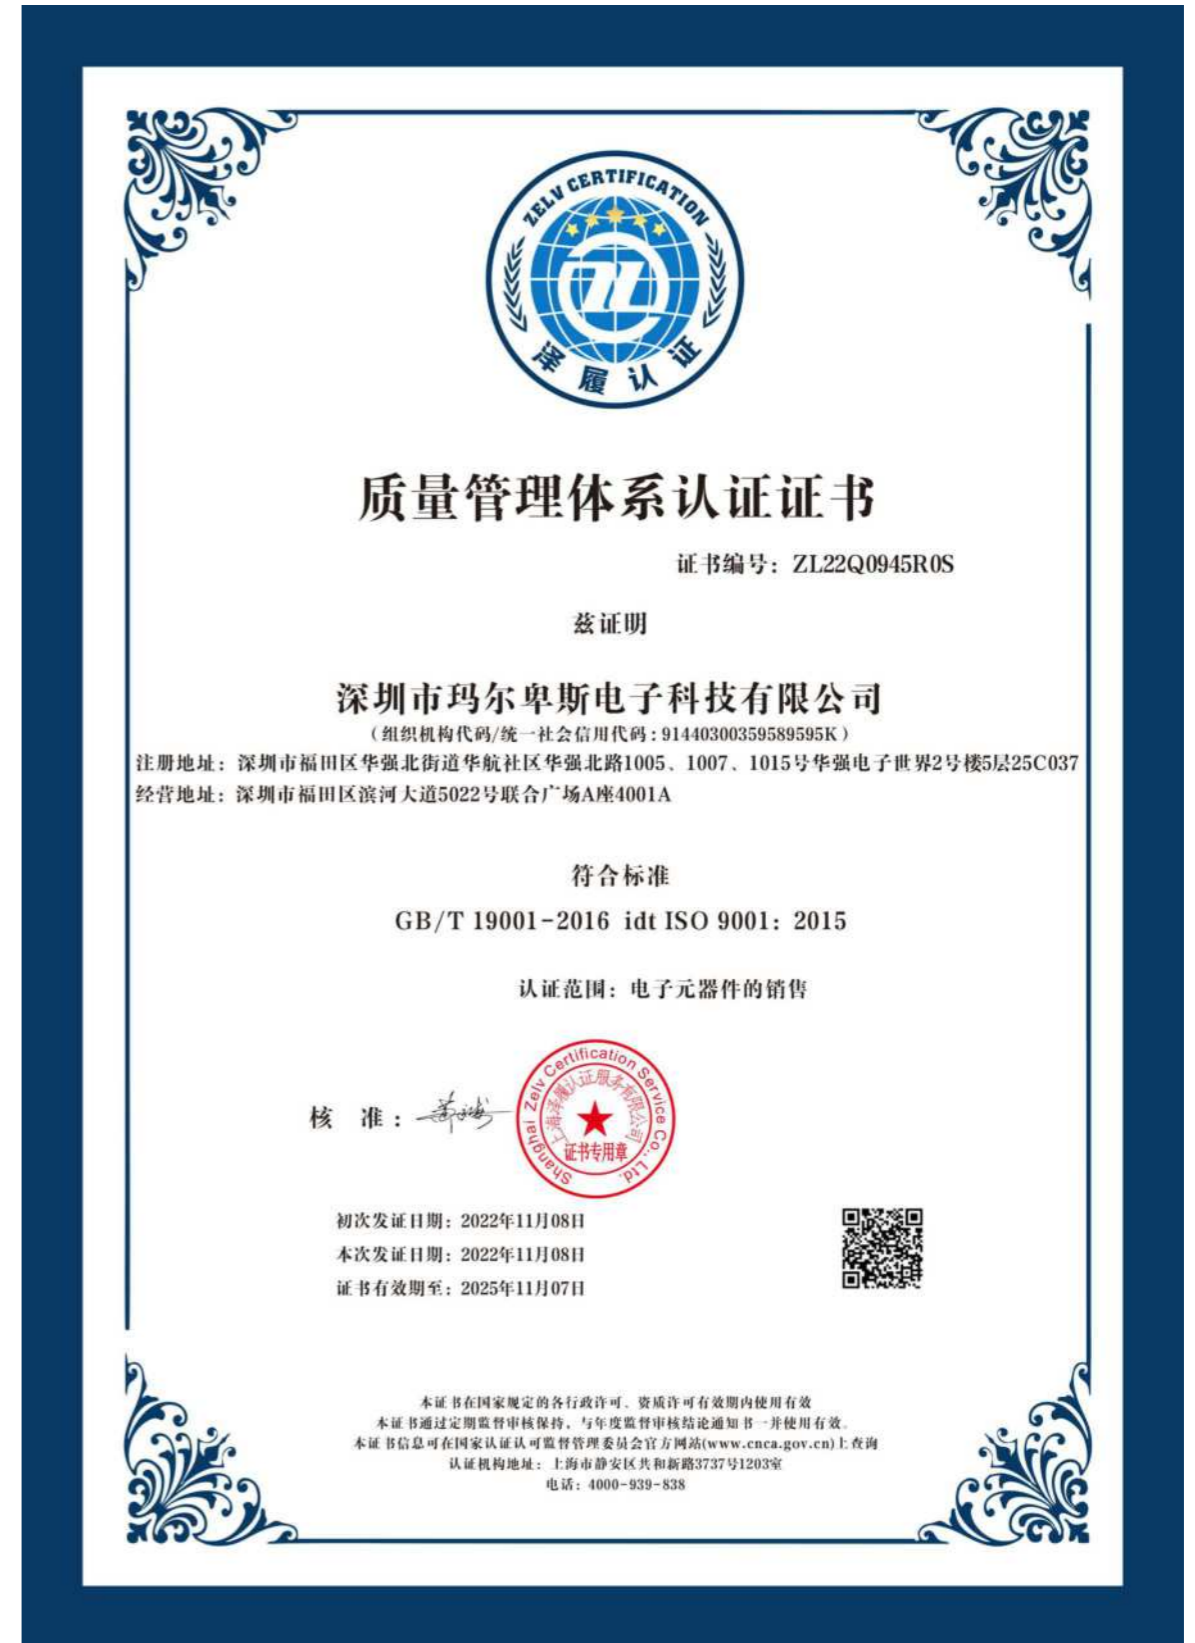 ZELV CERTIFICATION
ZL
泽履认证
质量管理体系认证证书
证书编号：ZL22Q0945R0S
兹证明
深圳市玛尔卑斯电子科技有限公司
（组织机构代码/统一社会信用代码：91440300359589595K）
注册地址：深圳市福田区华强北街道华航社区华强北路1005、1007、1015号华强电子世界2号楼5层25C037
经营地址：深圳市福田区滨河大道5022号联合广场A座4001A
符合标准
GB/T 19001-2016 idt ISO 9001：2015
认证范围：电子元器件的销售
核 准：
Shanghai Zelv Certification Service Co., Ltd.
上海泽履认证服务有限公司
证书专用章
初次发证日期：2022年11月08日
本次发证日期：2022年11月08日
证书有效期至：2025年11月07日
本证书在国家规定的各行政许可、资质许可有效期内使用有效
本证书通过定期监督审核保持，与年度监督审核结论通知书一并使用有效。
本证书信息可在国家认证认可监督管理委员会官方网站(www.cnca.gov.cn)上查询
认证机构地址：上海市静安区共和新路3737号1203室
电话：4000-939-838